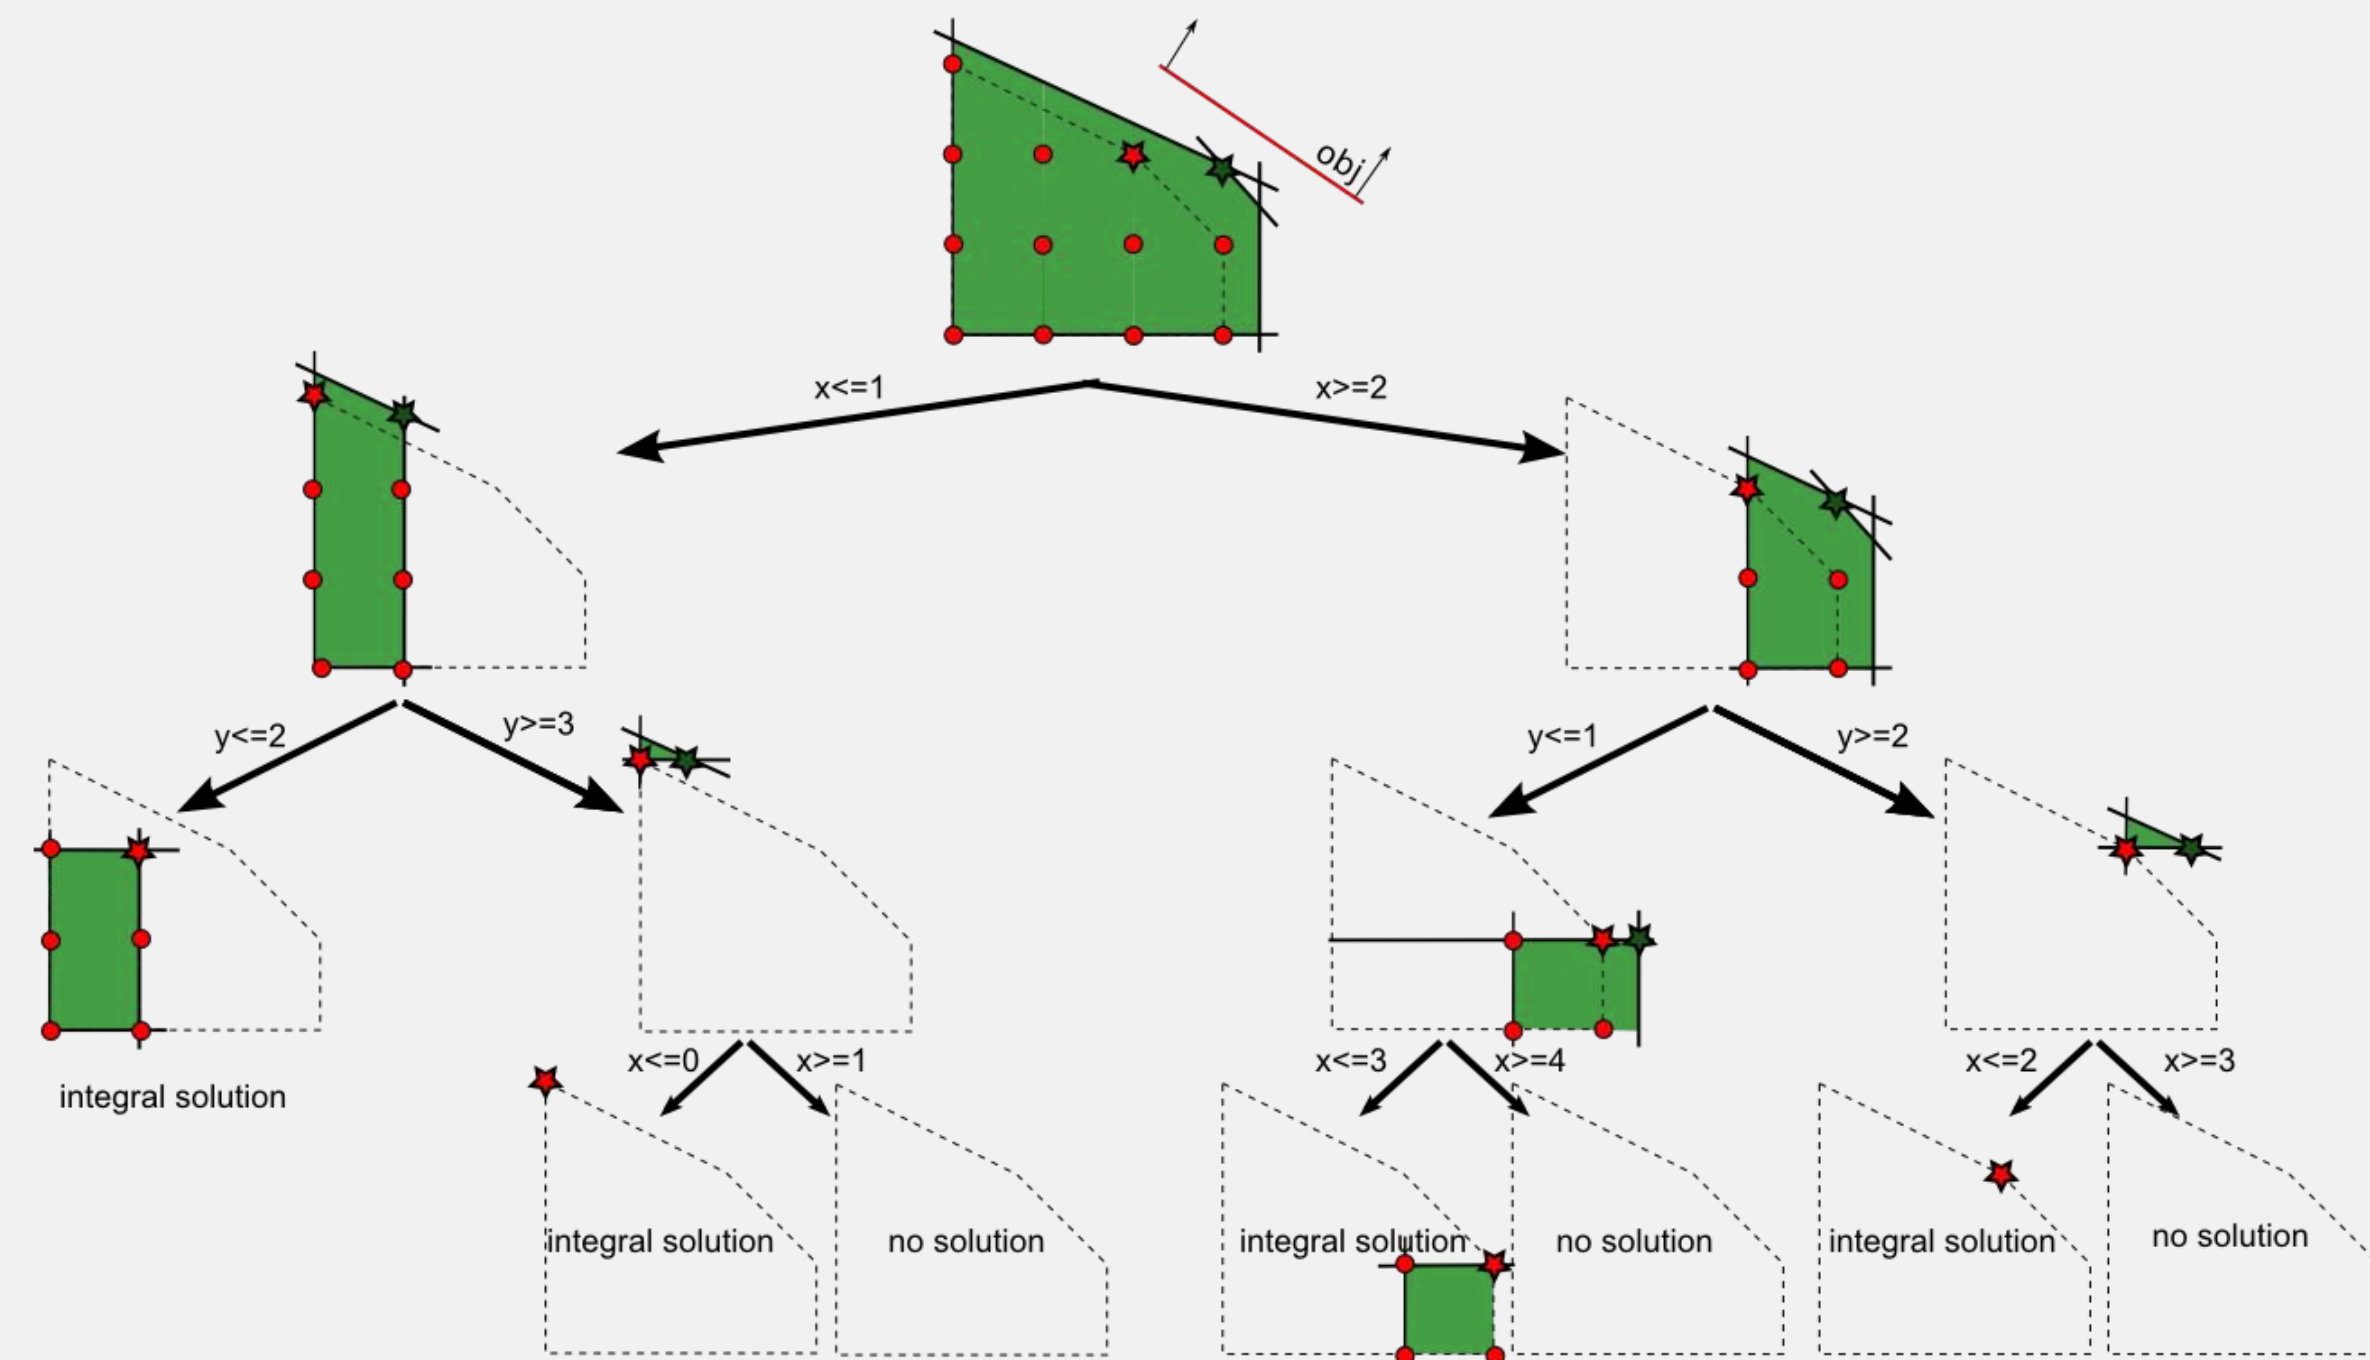 obj
x<=1
x>=2
y<=2
y>=3
y<=1
y>=2
x<=0
x>=1
x<=3
x>=4
x<=2
x>=3
integral solution
integral solution
no solution
integral solution
no solution
integral solution
no solution